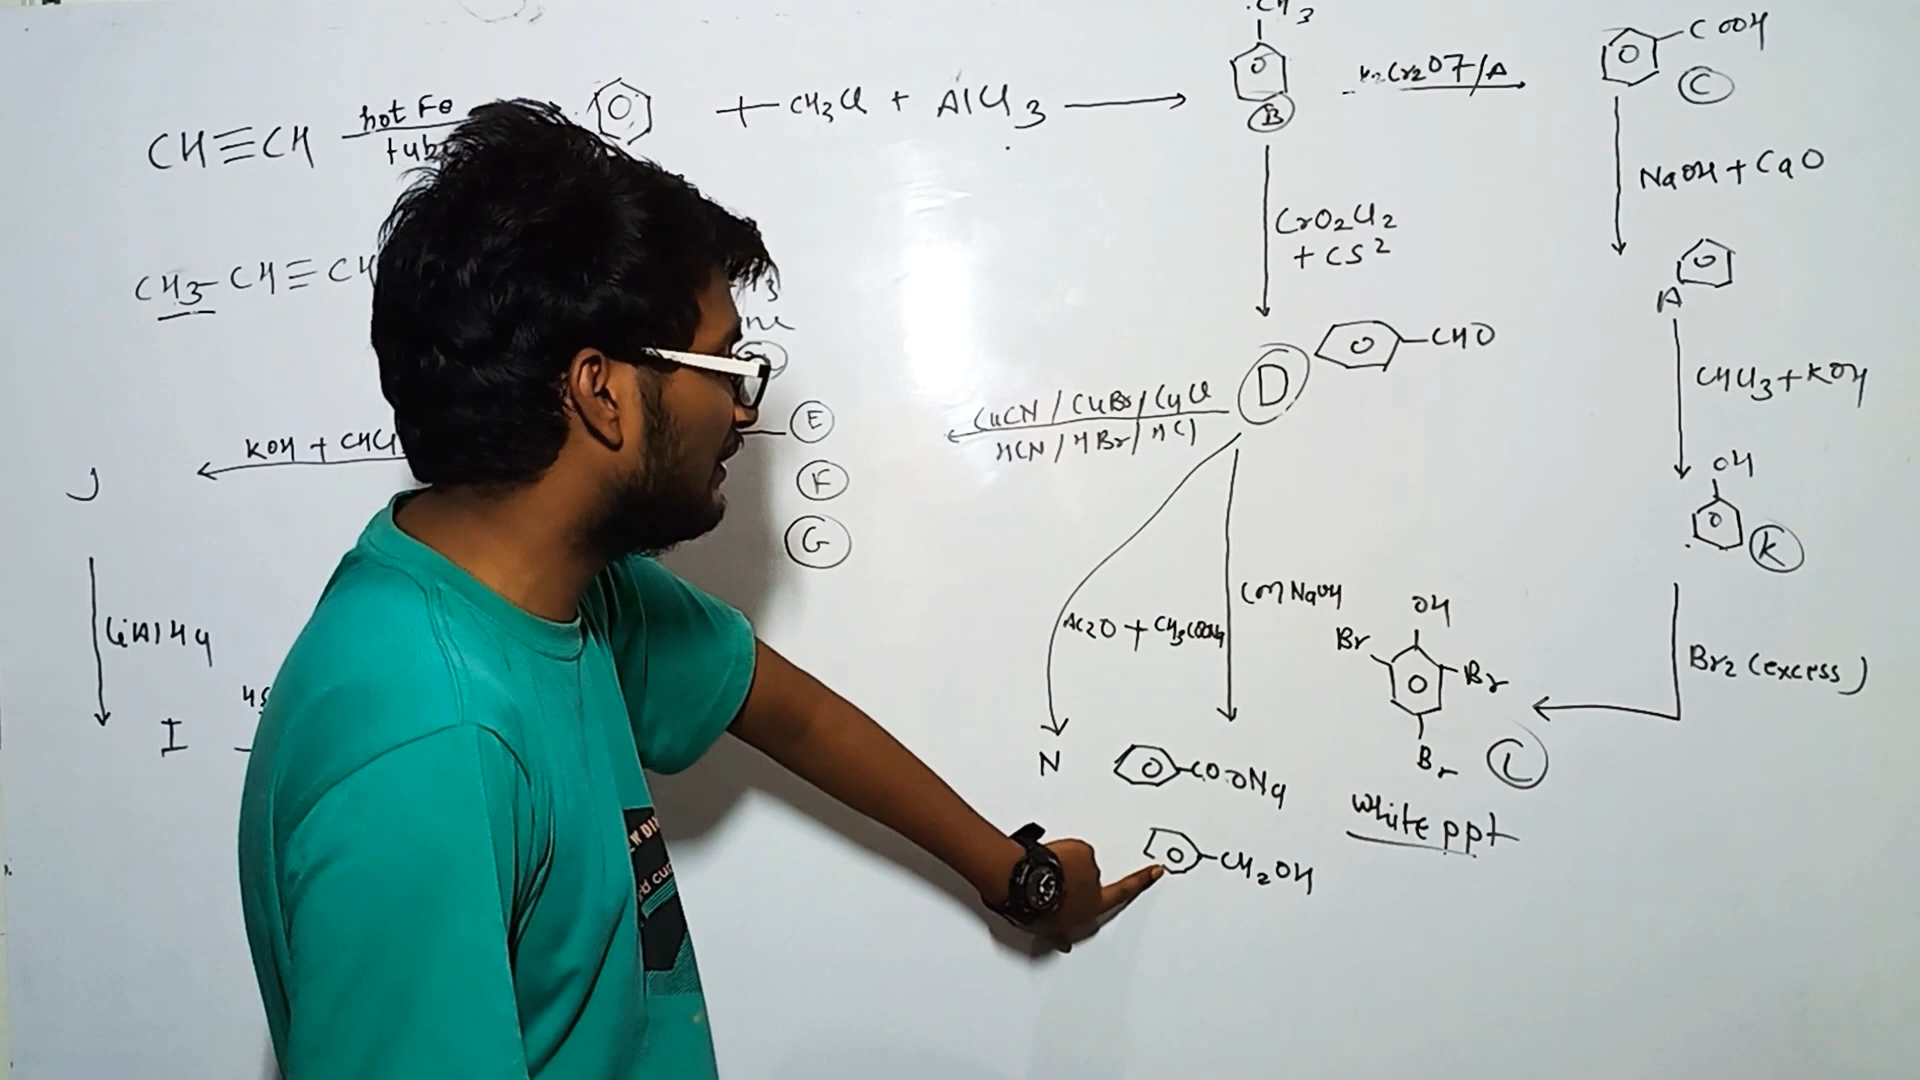 CH3
COOH
C
CH≡CH
hot Fe
tube
+ CH3Cl + AlCl3
B
K2Cr2O7/A
NaOH + CaO
CrO2Cl2
+ CS2
CH3-CH≡CH
A
D
CHO
CHCl3 + KOH
CuCN / CuBr / CuCl
HCN / HBr / HCl
E
F
G
KOH + CHCl
J
OH
K
LiAlH4
I
Ac2O + CH3COONa
con NaOH
OH
Br
Br
Br
L
Br2 (excess)
N
COONa
White ppt
CH2OH